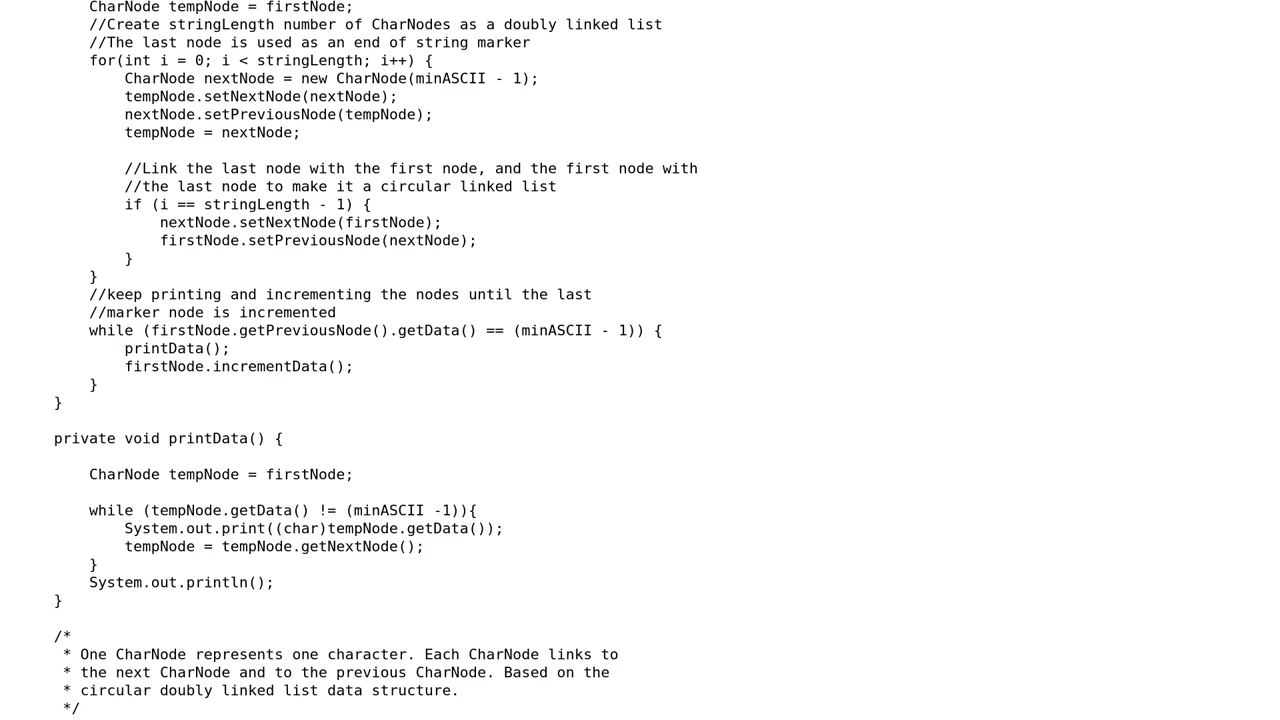 CharNode tempNode = firstNode;
//Create stringLength number of CharNodes as a doubly linked list
//The last node is used as an end of string marker
for(int i = 0; i < stringLength; i++) {
CharNode nextNode = new CharNode(minASCII - 1);
tempNode.setNextNode(nextNode);
nextNode.setPreviousNode(tempNode);
tempNode = nextNode;
//Link the last node with the first node, and the first node with
//the last node to make it a circular linked list
if (i == stringLength - 1) {
nextNode.setNextNode(firstNode);
firstNode.setPreviousNode(nextNode);
}
}
//keep printing and incrementing the nodes until the last
//marker node is incremented
while (firstNode.getPreviousNode().getData() == (minASCII - 1)) {
printData();
firstNode.incrementData();
}
}
private void printData() {
CharNode tempNode = firstNode;
while (tempNode.getData() != (minASCII -1)){
System.out.print((char)tempNode.getData());
tempNode = tempNode.getNextNode();
}
System.out.println();
}
/*
* One CharNode represents one character. Each CharNode links to
* the next CharNode and to the previous CharNode. Based on the
* circular doubly linked list data structure.
*/